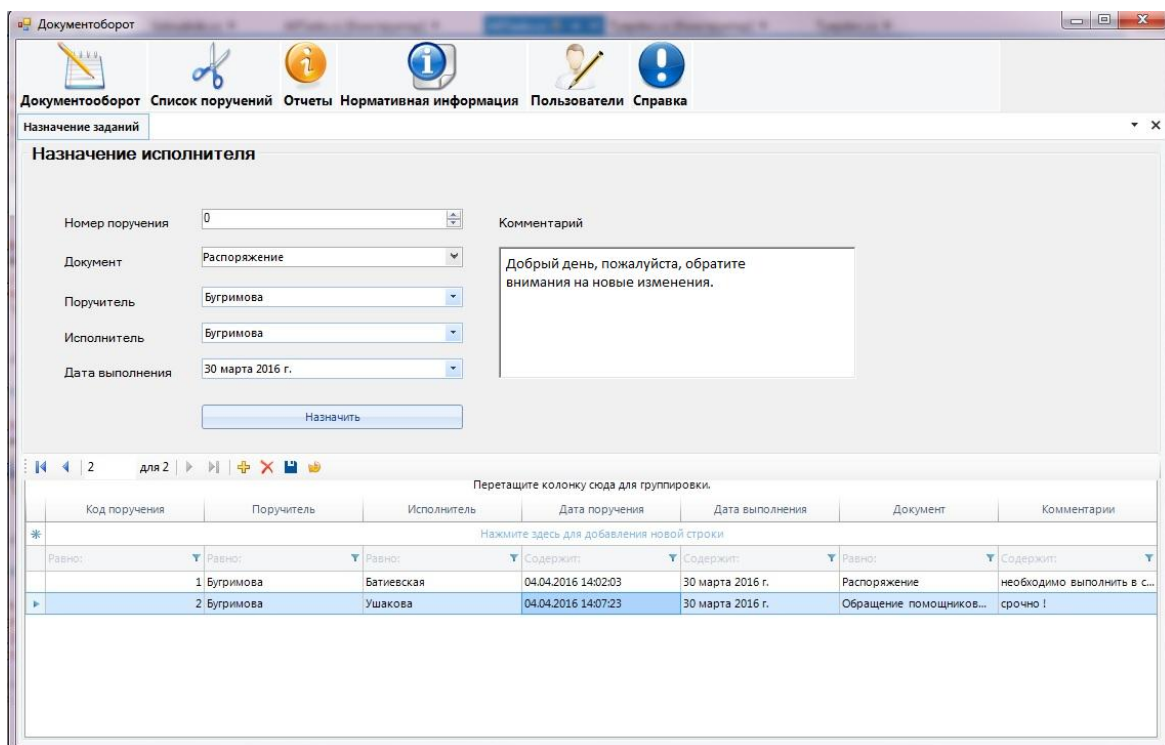 Документоборот
Документооборот Список поручений Отчеты Нормативная информация Пользователи Справка
Назначение заданий
Назначение исполнителя
Номер поручения 0
Комментарий
Документ Распоряжение
Добрый день, пожалуйста, обратите
внимания на новые изменения.
Поручитель Бугримова
Исполнитель Бугримова
Дата выполнения 30 марта 2016 г.
Назначить
2 для 2
Перетащите колонку сюда для группировки.
Код поручения Поручитель Исполнитель Дата поручения Дата выполнения Документ Комментарии
Нажмите здесь для добавления новой строки
Равно: Равно: Равно: Содержит: Содержит: Равно: Содержит:
1 Бугримова Батиевская 04.04.2016 14:02:03 30 марта 2016 г. Распоряжение необходимо выполнить в с...
2 Бугримова Ушакова 04.04.2016 14:07:23 30 марта 2016 г. Обращение помощников... срочно !